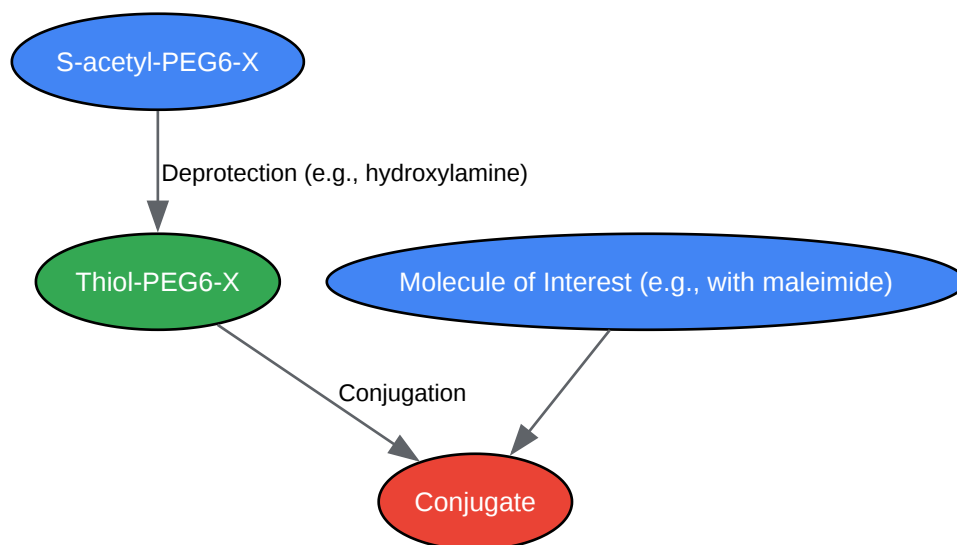 S-acetyl-PEG6-X
Deprotection (e.g., hydroxylamine)
Thiol-PEG6-X
Molecule of Interest (e.g., with maleimide)
Conjugation
Conjugate